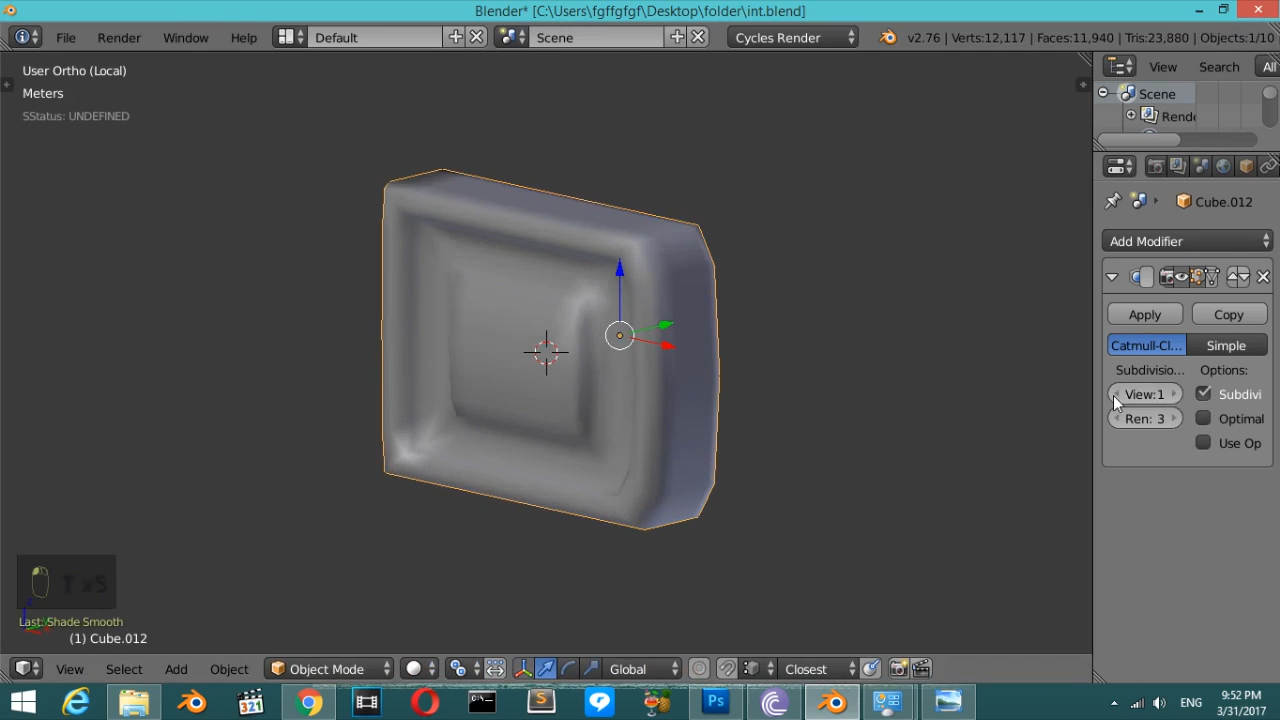 Blender* [C:\Users\fgffgfgf\Desktop\folder\int.blend]
File Render Window Help Default Scene Cycles Render v2.76 | Verts:12,117 | Faces:11,940 | Tris:23,880 | Objects:1/10
User Ortho (Local)
Meters
SStatus: UNDEFINED
View Search All
Scene
Rende
Cube.012
Add Modifier
Apply Copy
Catmull-Cl... Simple
Subdivisio... Options:
View:1 Subdivi
Ren: 3 Optimal
Use Op
T x5
Last: Shade Smooth
(1) Cube.012
View Select Add Object Object Mode Global Closest
Ps
ENG
9:52 PM
3/31/2017